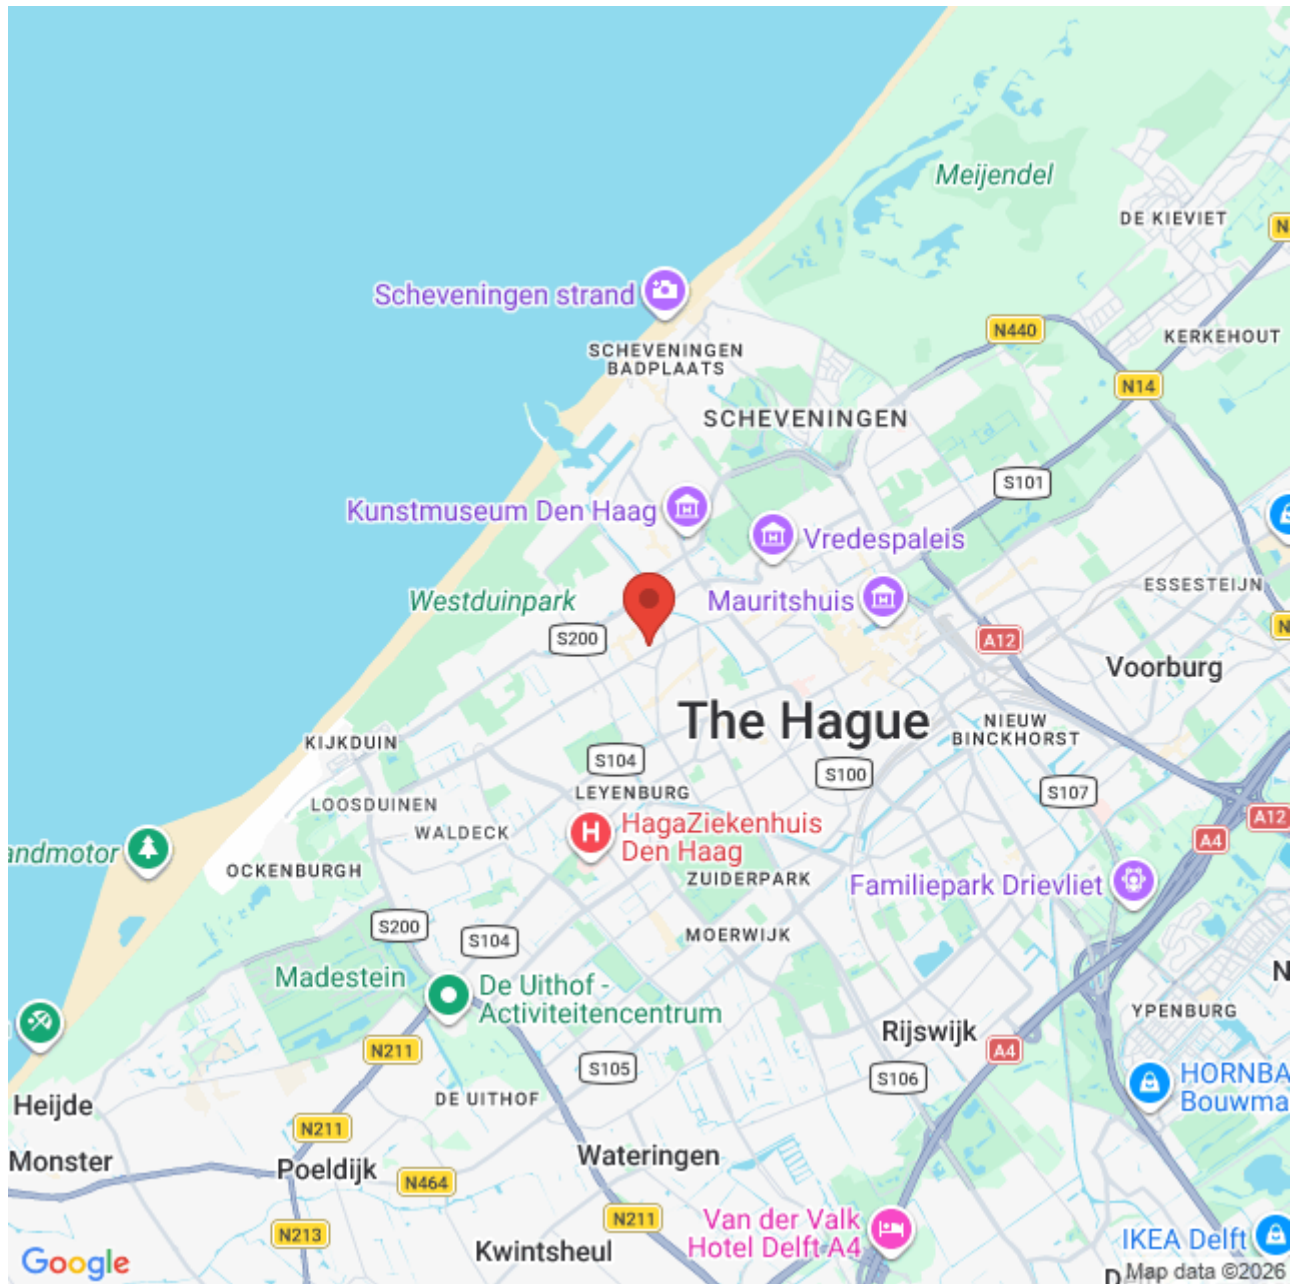 Meijendel
DE KIEVIET
N
Scheveningen strand
N440
KERKEHOUT
SCHEVENINGEN
BADPLAATS
N14
SCHEVENINGEN
S101
Kunstmuseum Den Haag
Vredespaleis
ESSESTEIJN
Westduinpark
Mauritshuis
S200
A12
N
Voorburg
The Hague
NIEUW
BINCKHORST
KIJKDUIN
S104
S100
LEYENBURG
S107
LOOSDUINEN
WALDECK
HagaZiekenhuis
Den Haag
A12
A4
andmotor
OCKENBURGH
ZUIDERPARK
Familiepark Drievliet
S200
S104
MOERWIJK
Madestein
De Uithof -
Activiteitencentrum
N
YPENBURG
Rijswijk
N211
A4
S105
S106
HORNBA
Bouwma
Heijde
DE UITHOF
N211
Monster
Poeldijk
Wateringen
N464
N211
Van der Valk
Hotel Delft A4
N213
Kwintsheul
IKEA Delft
Google
D
Map data ©2026